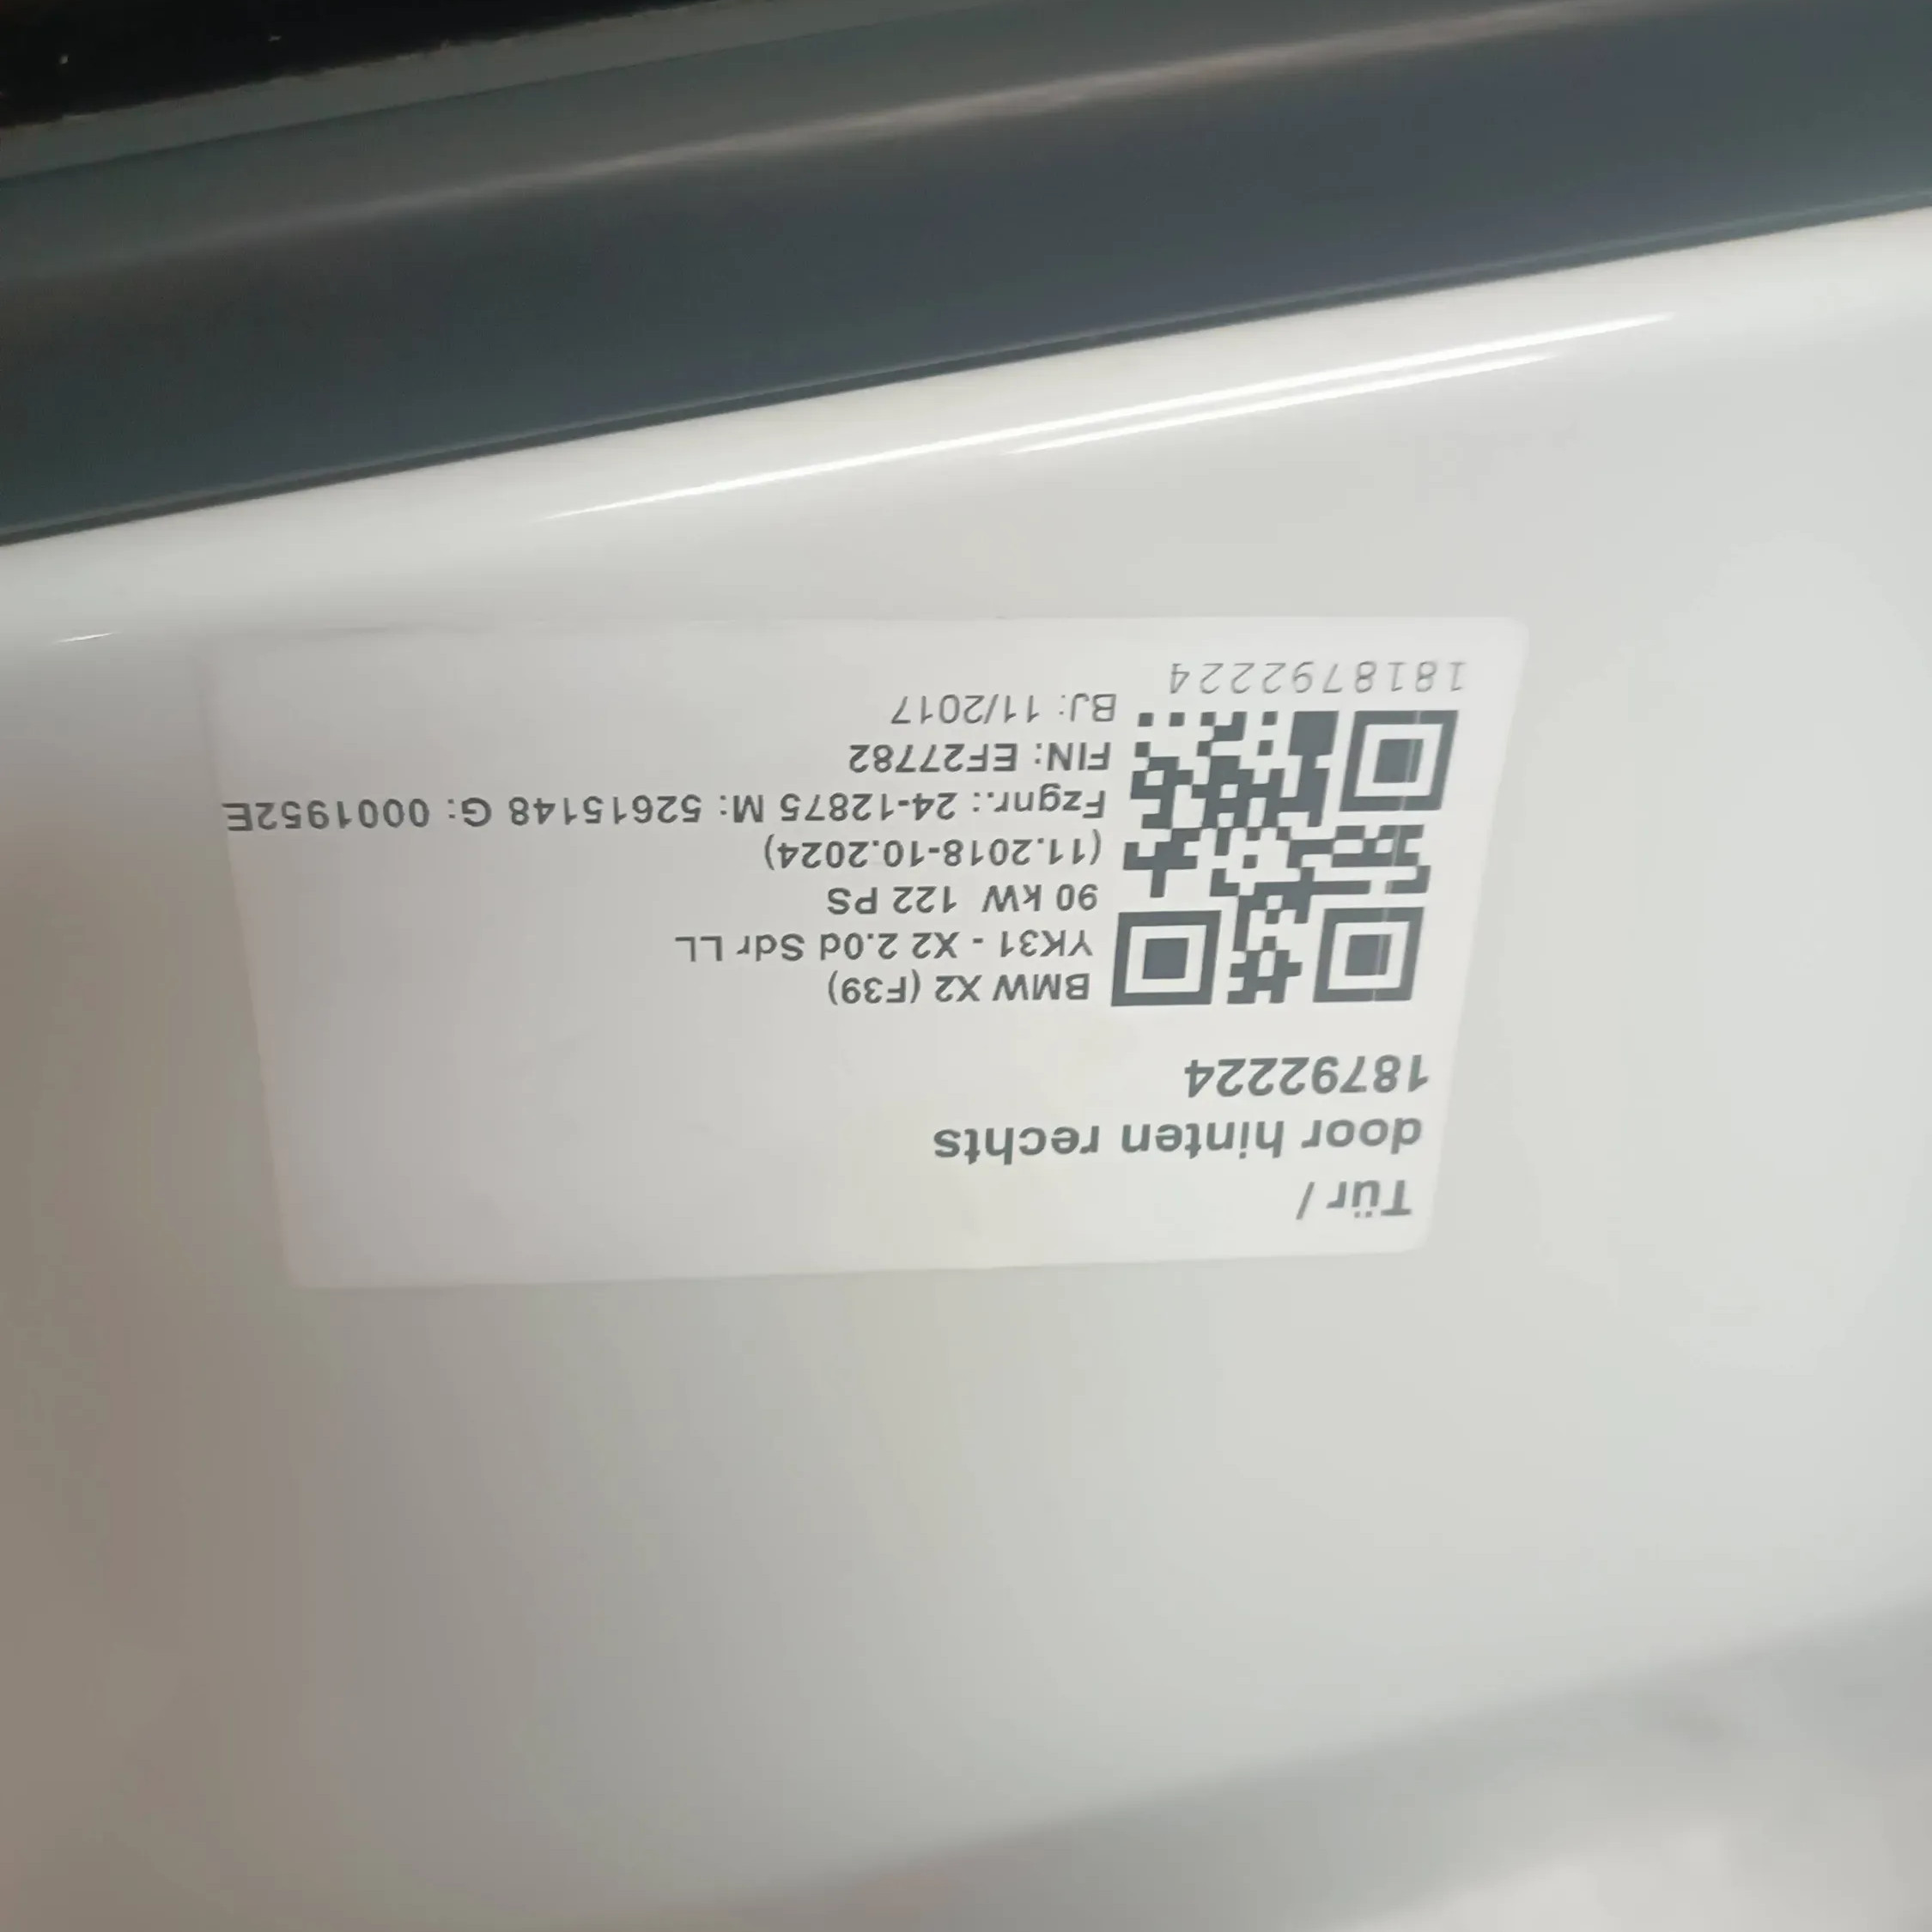 Tür /
door hinten rechts
18792224
BMW X2 (F39)
YK31 - X2 2.0d Sdr LL
90 kW 122 PS
(11.2018-10.2024)
Fzgnr.: 24-12875 M: 52615148 G: 0001952E
FIN: EF27782
BJ: 11/2017
1818792224